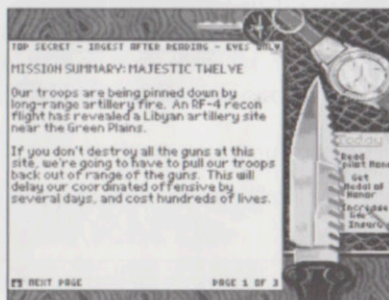 TOP SECRET - INGEST AFTER READING - EYES ONLY
MISSION SUMMARY: MAJESTIC TWELVE
Our troops are being pinned down by
long-range artillery fire. An RF-4 recon
flight has revealed a Libyan artillery site
near the Green Plains.
If you don't destroy all the guns at this
site, we're going to have to pull our troops
back out of range of the guns. This will
delay our coordinated offensive by
several days, and cost hundreds of lives.
NEXT PAGE
PAGE 1 OF 3
Today
Read
Pilot
Get
Medal of
Honor
Increase
Life